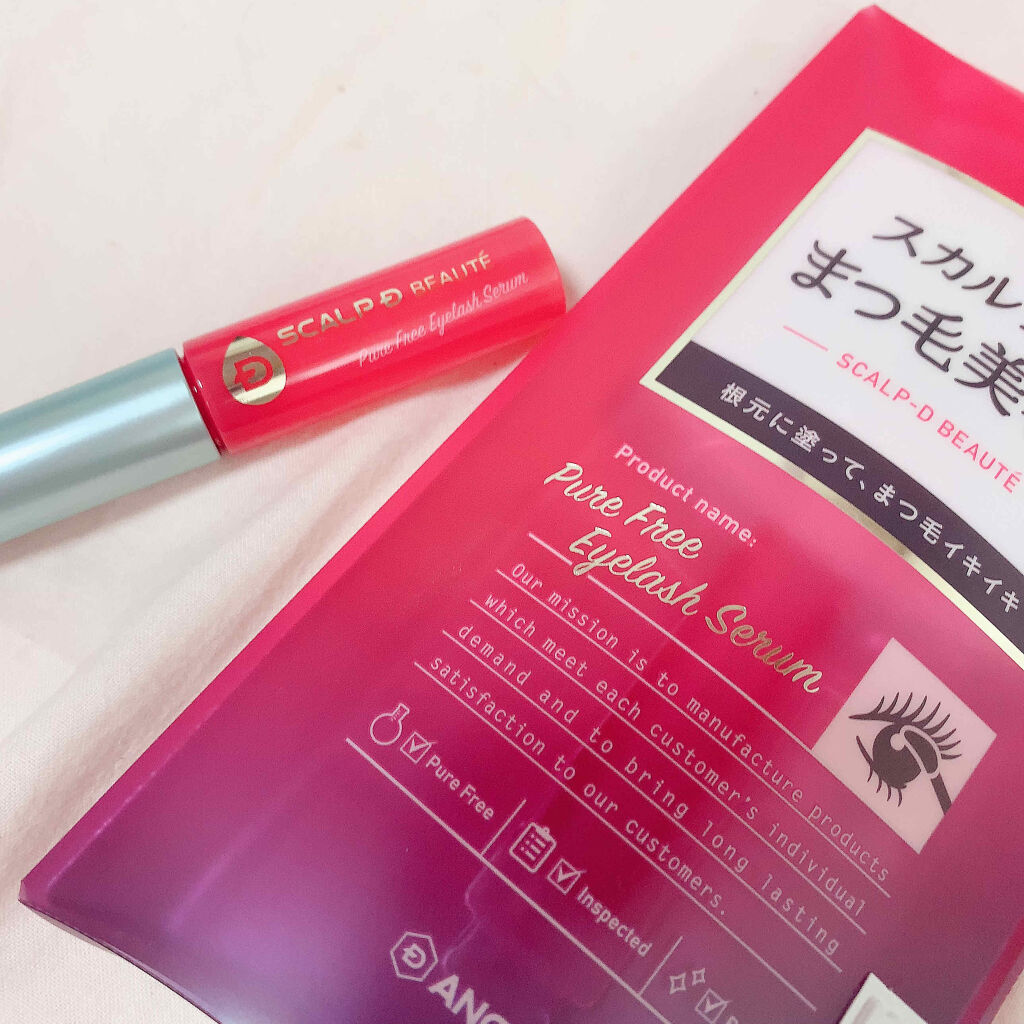 SCALP D BEAUTÉ
Pure Free Eyelash Serum
スカル
まつ毛美
SCALP-D BEAUTÉ
根元に塗って、まつ毛イキイキ
Product name:
Pure Free
Eyelash Serum
Our mission is to manufacture products
which meet each customer's individual
demand and to bring long lasting
satisfaction to our customers.
Pure Free
Inspected
ANG